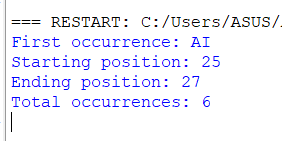 === RESTART: C:/Users/ASUS/
First occurrence: AI
Starting position: 25
Ending position: 27
Total occurrences: 6